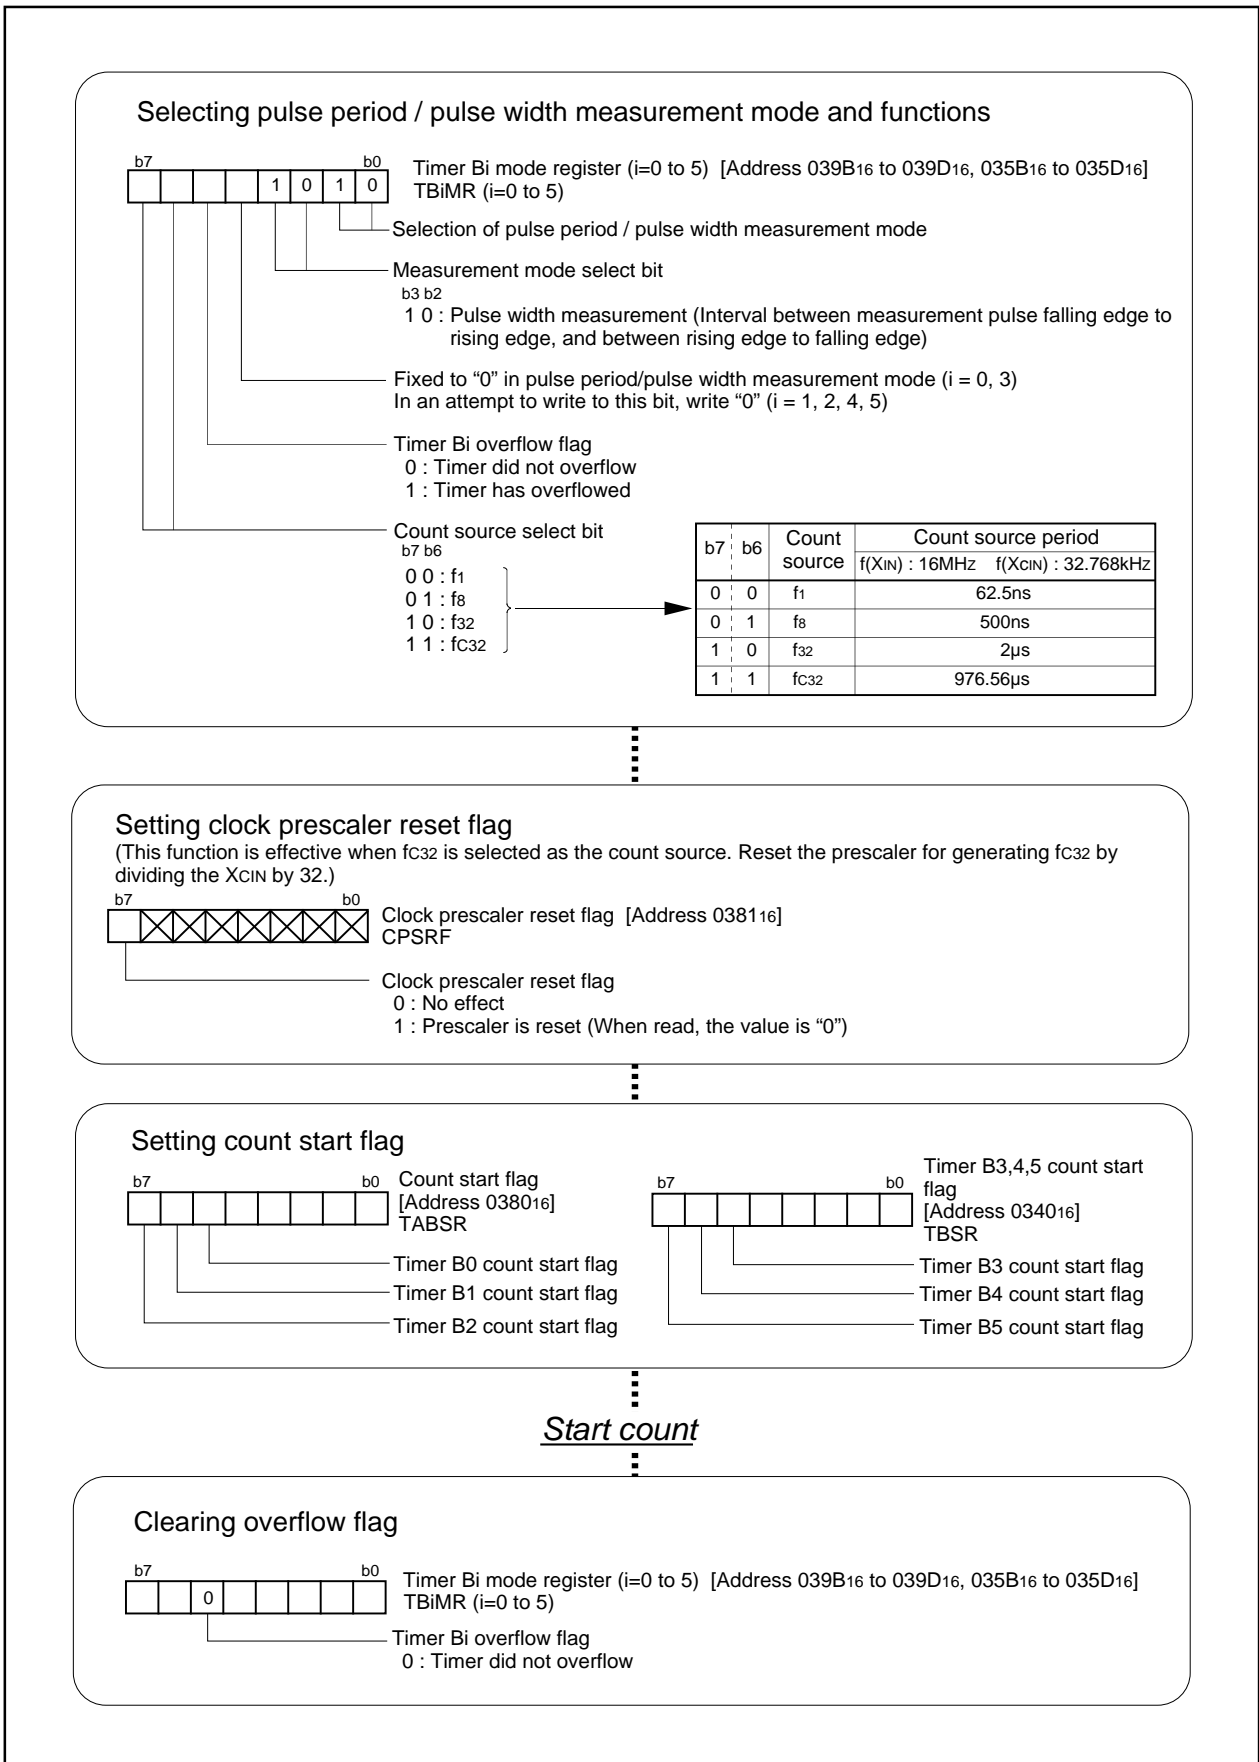 Selecting pulse period / pulse width measurement mode and functions
b7 b0
1 0 1 0
Timer Bi mode register (i=0 to 5) [Address 039B16 to 039D16, 035B16 to 035D16]
TBiMR (i=0 to 5)
Selection of pulse period / pulse width measurement mode
Measurement mode select bit
b3 b2
1 0 : Pulse width measurement (Interval between measurement pulse falling edge to
rising edge, and between rising edge to falling edge)
Fixed to “0” in pulse period/pulse width measurement mode (i = 0, 3)
In an attempt to write to this bit, write “0” (i = 1, 2, 4, 5)
Timer Bi overflow flag
0 : Timer did not overflow
1 : Timer has overflowed
Count source select bit
b7 b6
0 0 : f1
0 1 : f8
1 0 : f32
1 1 : fC32
b7 b6 Count source Count source period
f(XIN) : 16MHz f(XCIN) : 32.768kHz
0 0 f1 62.5ns
0 1 f8 500ns
1 0 f32 2µs
1 1 fC32 976.56µs
Setting clock prescaler reset flag
(This function is effective when fC32 is selected as the count source. Reset the prescaler for generating fC32 by
dividing the XCIN by 32.)
b7 b0
Clock prescaler reset flag [Address 038116]
CPSRF
Clock prescaler reset flag
0 : No effect
1 : Prescaler is reset (When read, the value is “0”)
Setting count start flag
b7 b0
Count start flag
[Address 038016]
TABSR
Timer B0 count start flag
Timer B1 count start flag
Timer B2 count start flag
b7 b0
Timer B3,4,5 count start
flag
[Address 034016]
TBSR
Timer B3 count start flag
Timer B4 count start flag
Timer B5 count start flag
Start count
Clearing overflow flag
b7 b0
0
Timer Bi mode register (i=0 to 5) [Address 039B16 to 039D16, 035B16 to 035D16]
TBiMR (i=0 to 5)
Timer Bi overflow flag
0 : Timer did not overflow